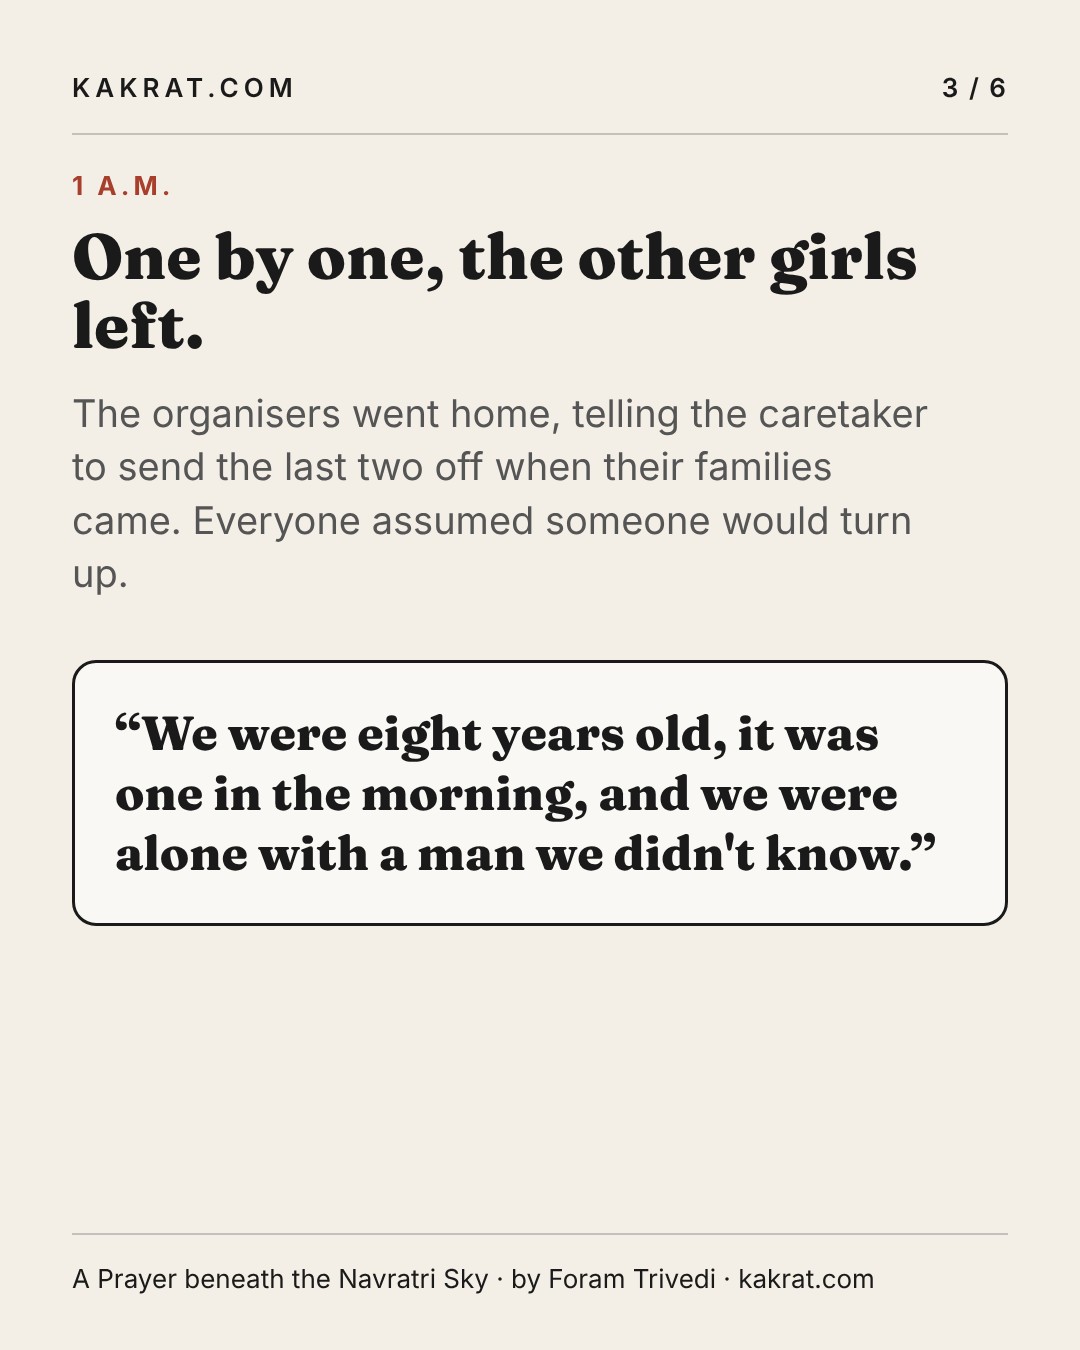 KAKRAT.COM
3 / 6
1 A.M.
One by one, the other girls
left.
The organisers went home, telling the caretaker
to send the last two off when their families
came. Everyone assumed someone would turn
up.
“We were eight years old, it was
one in the morning, and we were
alone with a man we didn't know.”
A Prayer beneath the Navratri Sky · by Foram Trivedi · kakrat.com